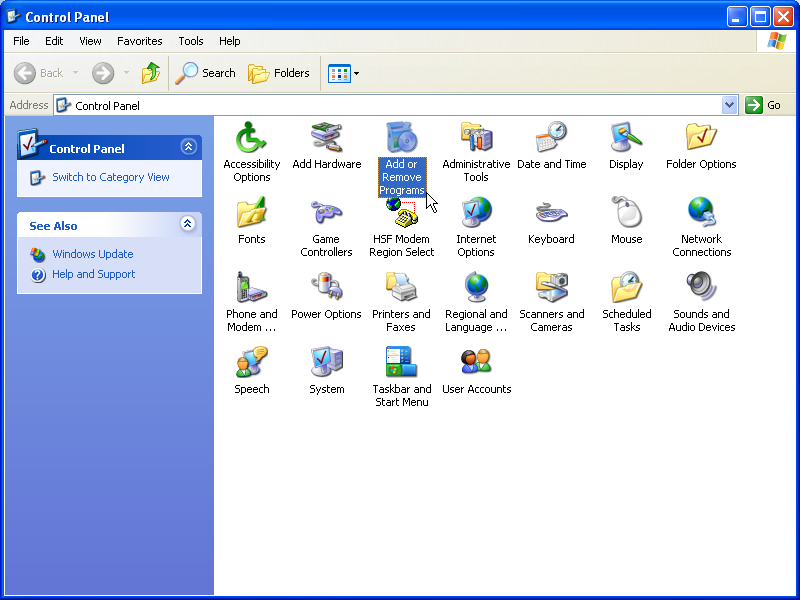 Control Panel
File Edit View Favorites Tools Help
Back Search Folders
Address Control Panel Go
Control Panel
Switch to Category View
See Also
Windows Update
Help and Support
Accessibility Options
Add Hardware
Add or Remove Programs
Administrative Tools
Date and Time
Display
Folder Options
Fonts
Game Controllers
HSF Modem Region Select
Internet Options
Keyboard
Mouse
Network Connections
Phone and Modem ...
Power Options
Printers and Faxes
Regional and Language ...
Scanners and Cameras
Scheduled Tasks
Sounds and Audio Devices
Speech
System
Taskbar and Start Menu
User Accounts